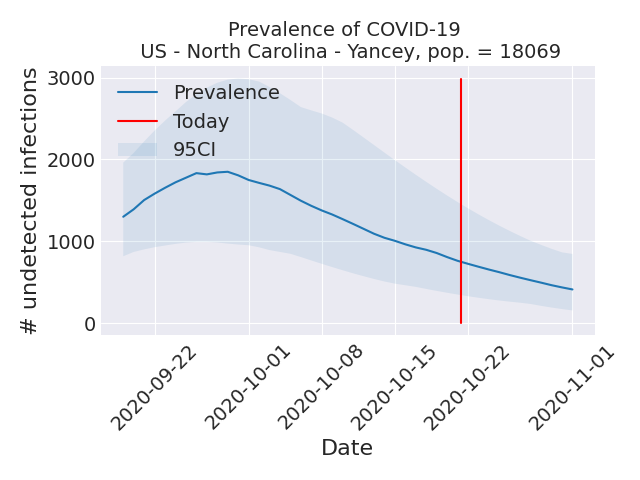 Prevalence of COVID-19
US - North Carolina - Yancey, pop. = 18069
# undetected infections
3000
2000
1000
0
Prevalence
Today
95CI
2020-09-22
2020-10-01
2020-10-08
2020-10-15
2020-10-22
2020-11-01
Date